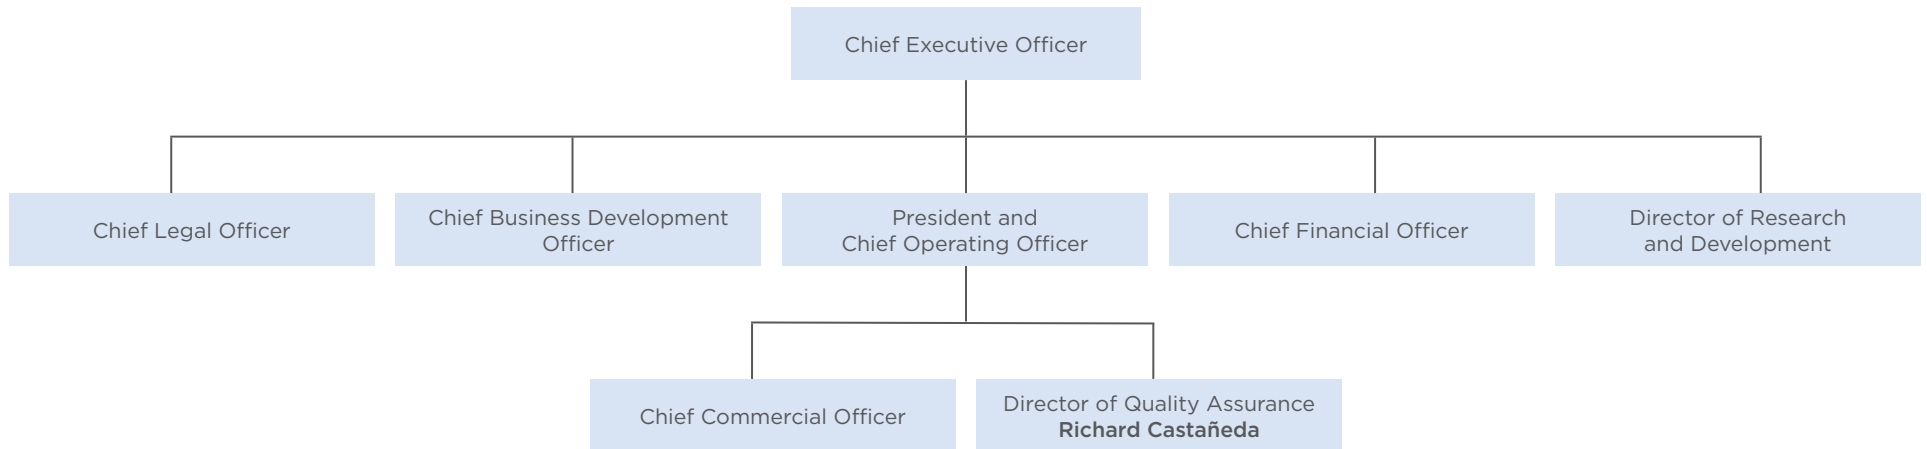 Chief Executive Officer
Chief Legal Officer
Chief Business Development
Officer
President and
Chief Operating Officer
Chief Financial Officer
Director of Research
and Development
Chief Commercial Officer
Director of Quality Assurance
Richard Castañeda